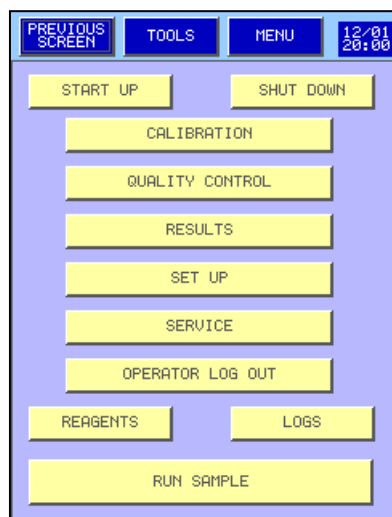 PREVIOUS
SCREEN
TOOLS
MENU
12/01
20:00
START UP
SHUT DOWN
CALIBRATION
QUALITY CONTROL
RESULTS
SET UP
SERVICE
OPERATOR LOG OUT
REAGENTS
LOGS
RUN SAMPLE